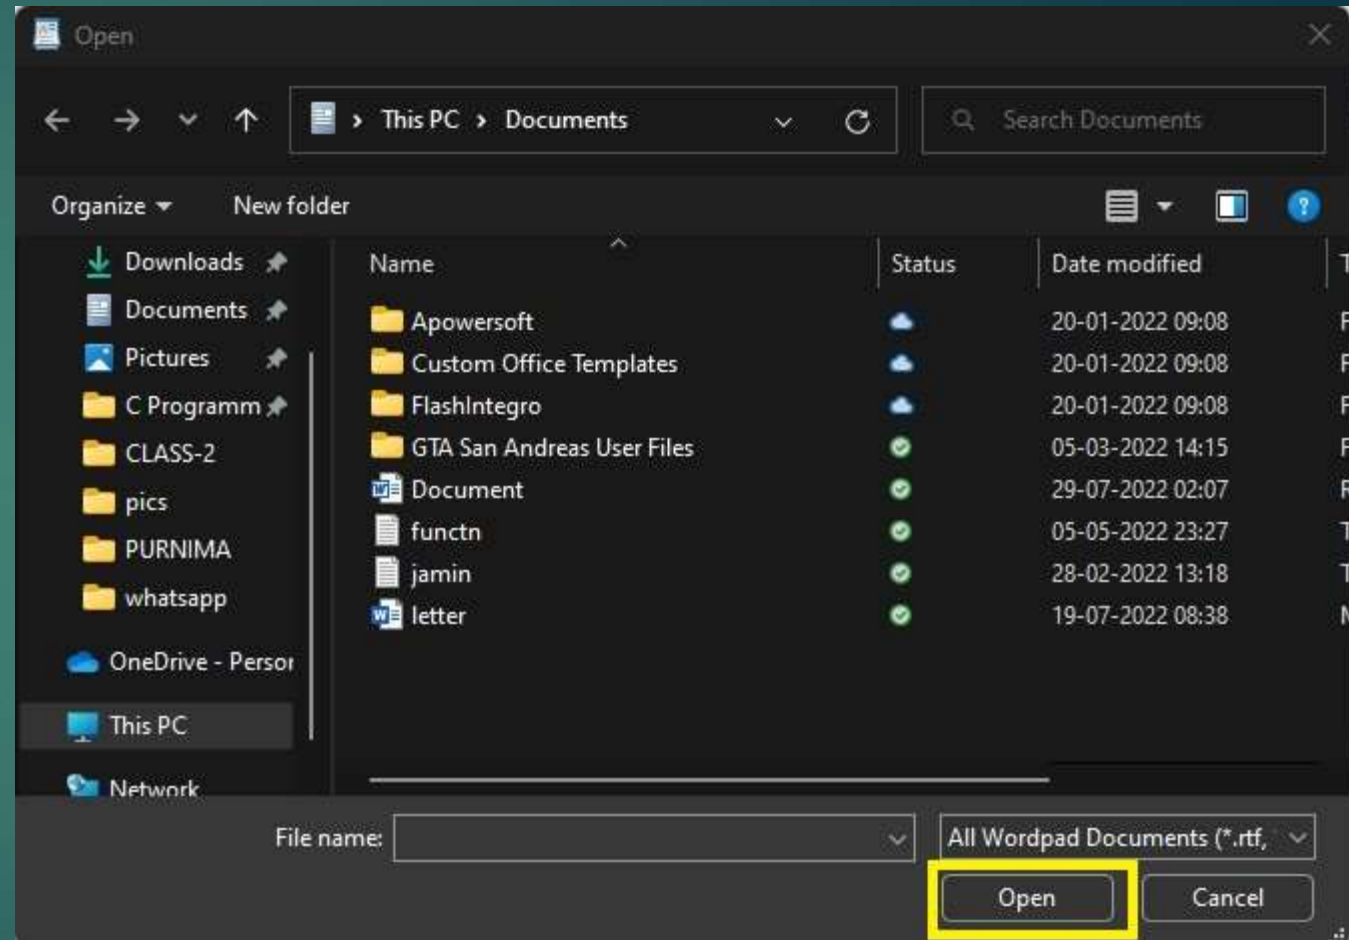 Open
This PC > Documents
Search Documents
Organize
New folder
Downloads
Documents
Pictures
C Programm
CLASS-2
pics
PURNIMA
whatsapp
OneDrive - Person
This PC
Network
Name Status Date modified T
Apowersoft 20-01-2022 09:08 F
Custom Office Templates 20-01-2022 09:08 F
FlashIntegro 20-01-2022 09:08 F
GTA San Andreas User Files 05-03-2022 14:15 F
Document 29-07-2022 02:07 R
functn 05-05-2022 23:27 T
jamin 28-02-2022 13:18 T
letter 19-07-2022 08:38 M
File name:
All Wordpad Documents (*.rtf,
Open Cancel